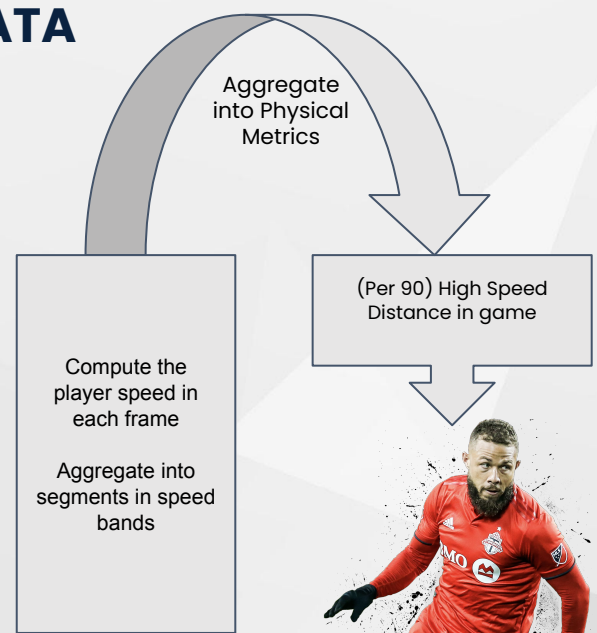 ATA
Aggregate
into Physical
Metrics
(Per 90) High Speed
Distance in game
Compute the
player speed in
each frame
Aggregate into
segments in speed
bands
MO